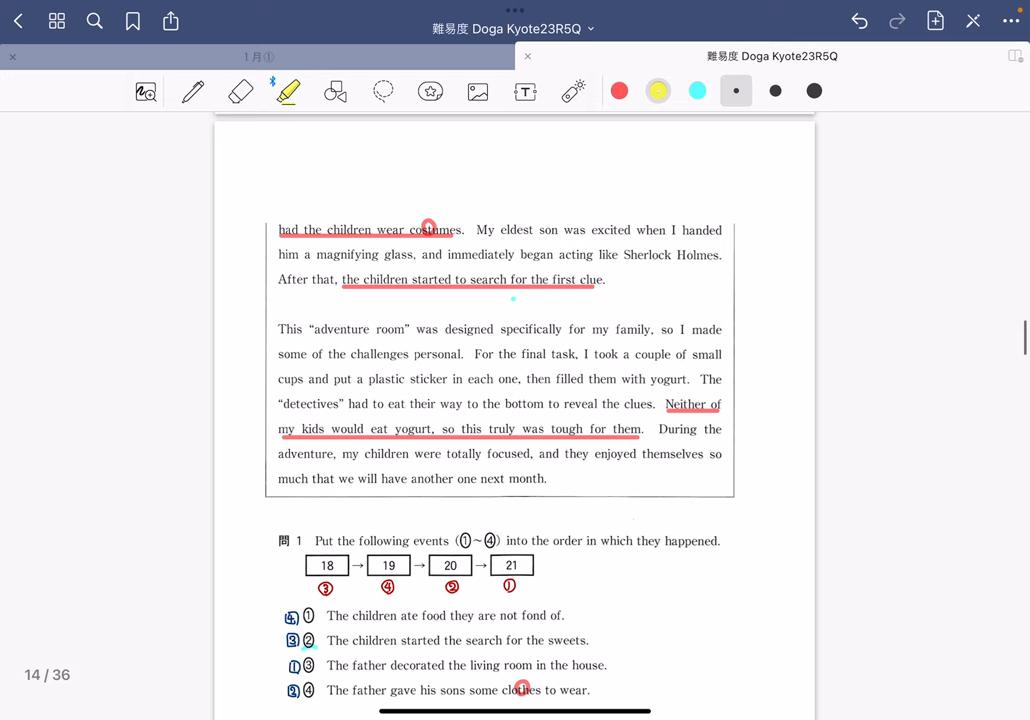 難易度 Doga Kyote23R5Q
1月①
難易度 Doga Kyote23R5Q
had the children wear costumes. My eldest son was excited when I handed
him a magnifying glass, and immediately began acting like Sherlock Holmes.
After that, the children started to search for the first clue.
This “adventure room” was designed specifically for my family, so I made
some of the challenges personal. For the final task, I took a couple of small
cups and put a plastic sticker in each one, then filled them with yogurt. The
“detectives” had to eat their way to the bottom to reveal the clues. Neither of
my kids would eat yogurt, so this truly was tough for them. During the
adventure, my children were totally focused, and they enjoyed themselves so
much that we will have another one next month.
問 1 Put the following events (①~④) into the order in which they happened.
18 → 19 → 20 → 21
③ ④ ② ①
4 ① The children ate food they are not fond of.
3 ② The children started the search for the sweets.
1 ③ The father decorated the living room in the house.
2 ④ The father gave his sons some clothes to wear.
14 / 36